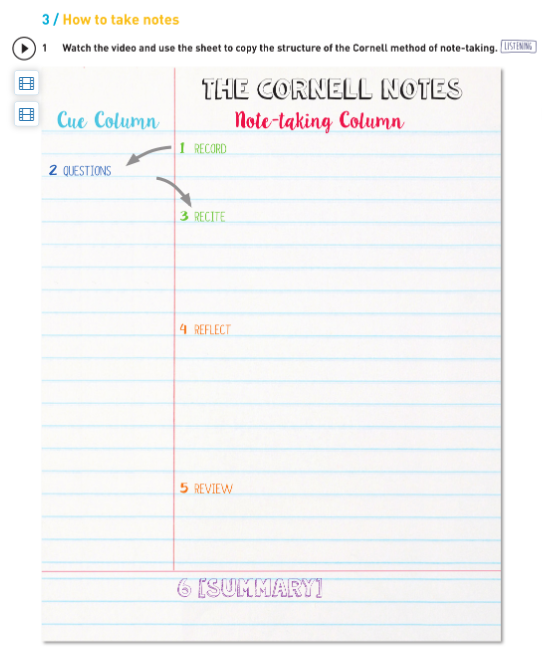 3 / How to take notes
1 Watch the video and use the sheet to copy the structure of the Cornell method of note-taking. LISTENING
THE CORNELL NOTES
Cue Column Note-taking Column
1 RECORD
2 QUESTIONS
3 RECITE
4 REFLECT
5 REVIEW
6 [SUMMARY]